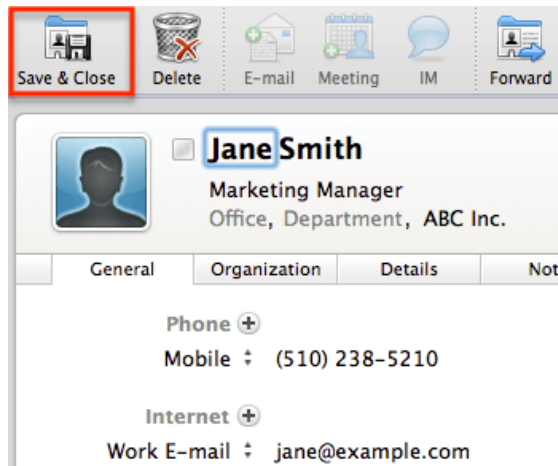 Save & Close Delete E-mail Meeting IM Forward
Jane Smith
Marketing Manager
Office, Department, ABC Inc.
General Organization Details Not
Phone
Mobile (510) 238-5210
Internet
Work E-mail jane@example.com